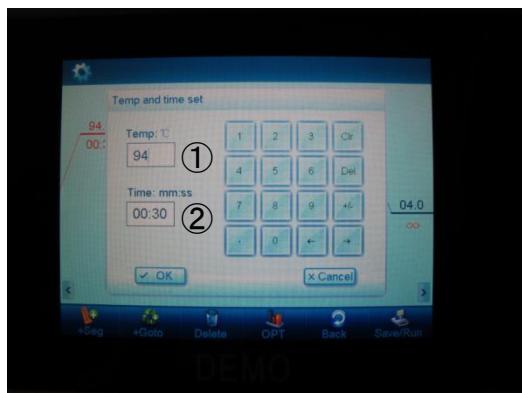 Temp and time set
94.
00:
Temp: ℃
94
①
Time: mm:ss
00:30
②
1 2 3 Clr
4 5 6 Del
7 8 9 +/-
. 0 ← →
✓ OK
X Cancel
04.0
∞
< >
+Seg +Goto Delete OPT Back Save/Run
DEMO